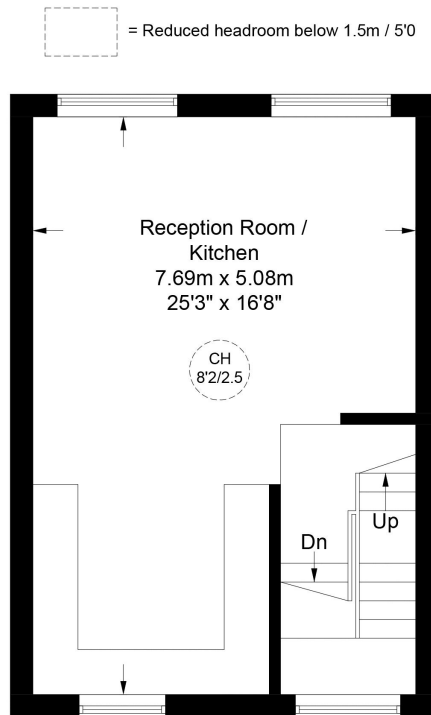 = Reduced headroom below 1.5m / 5'0
Reception Room /
Kitchen
7.69m x 5.08m
25'3" x 16'8"
CH
8'2/2.5
Up
Dn